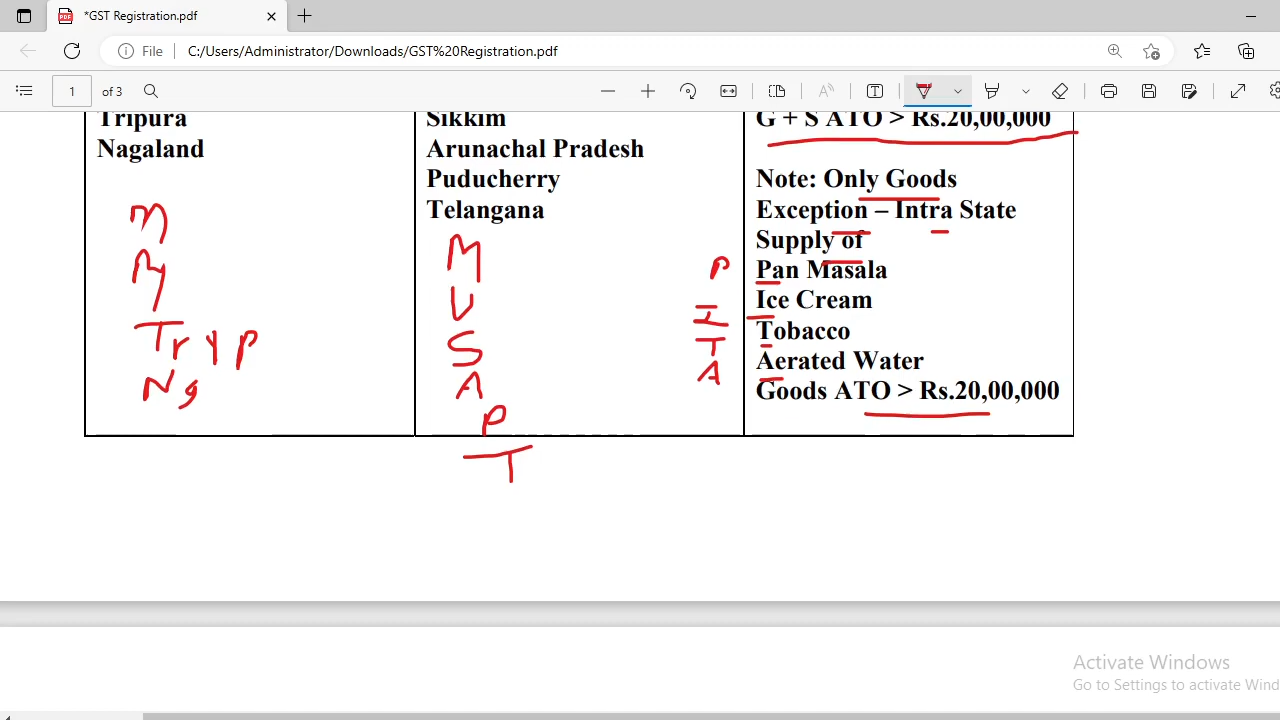 *GST Registration.pdf
File C:/Users/Administrator/Downloads/GST%20Registration.pdf
1 of 3
Tripura
Nagaland
M
M
Tryp
Ng
Sikkim
Arunachal Pradesh
Puducherry
Telangana
M
U
S
A
P
T
G + S ATO > Rs.20,00,000
Note: Only Goods
Exception – Intra State
Supply of
Pan Masala
Ice Cream
Tobacco
Aerated Water
Goods ATO > Rs.20,00,000
P
I
T
A
Activate Windows
Go to Settings to activate Wind